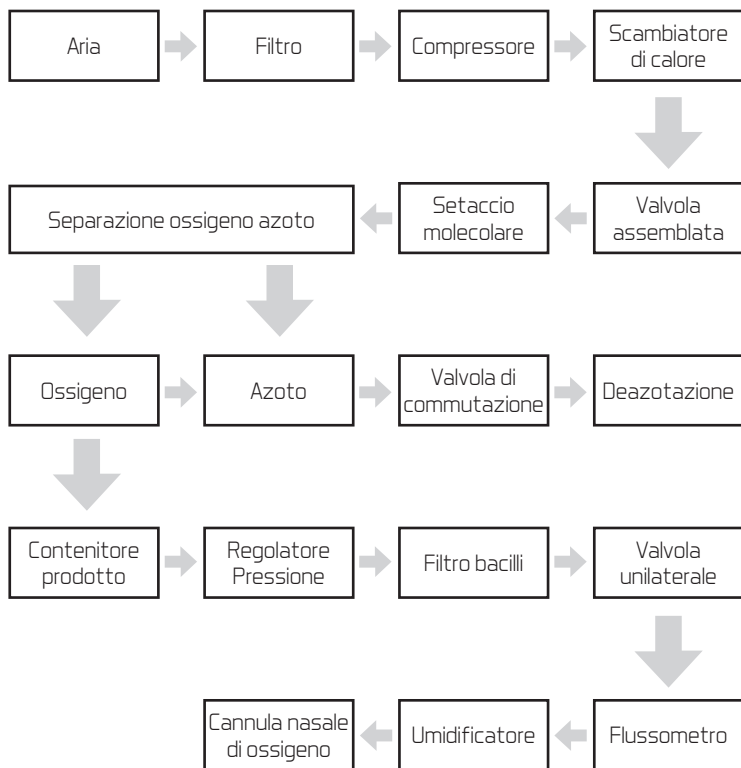 Aria
Filtro
Compressore
Scambiatore
di calore
Separazione ossigeno azoto
Setaccio
molecolare
Valvola
assemblata
Ossigeno
Azoto
Valvola di
commutazione
Deazotazione
Contenitore
prodotto
Regolatore
Pressione
Filtro bacilli
Valvola
unilaterale
Cannula nasale
di ossigeno
Umidificatore
Flussometro